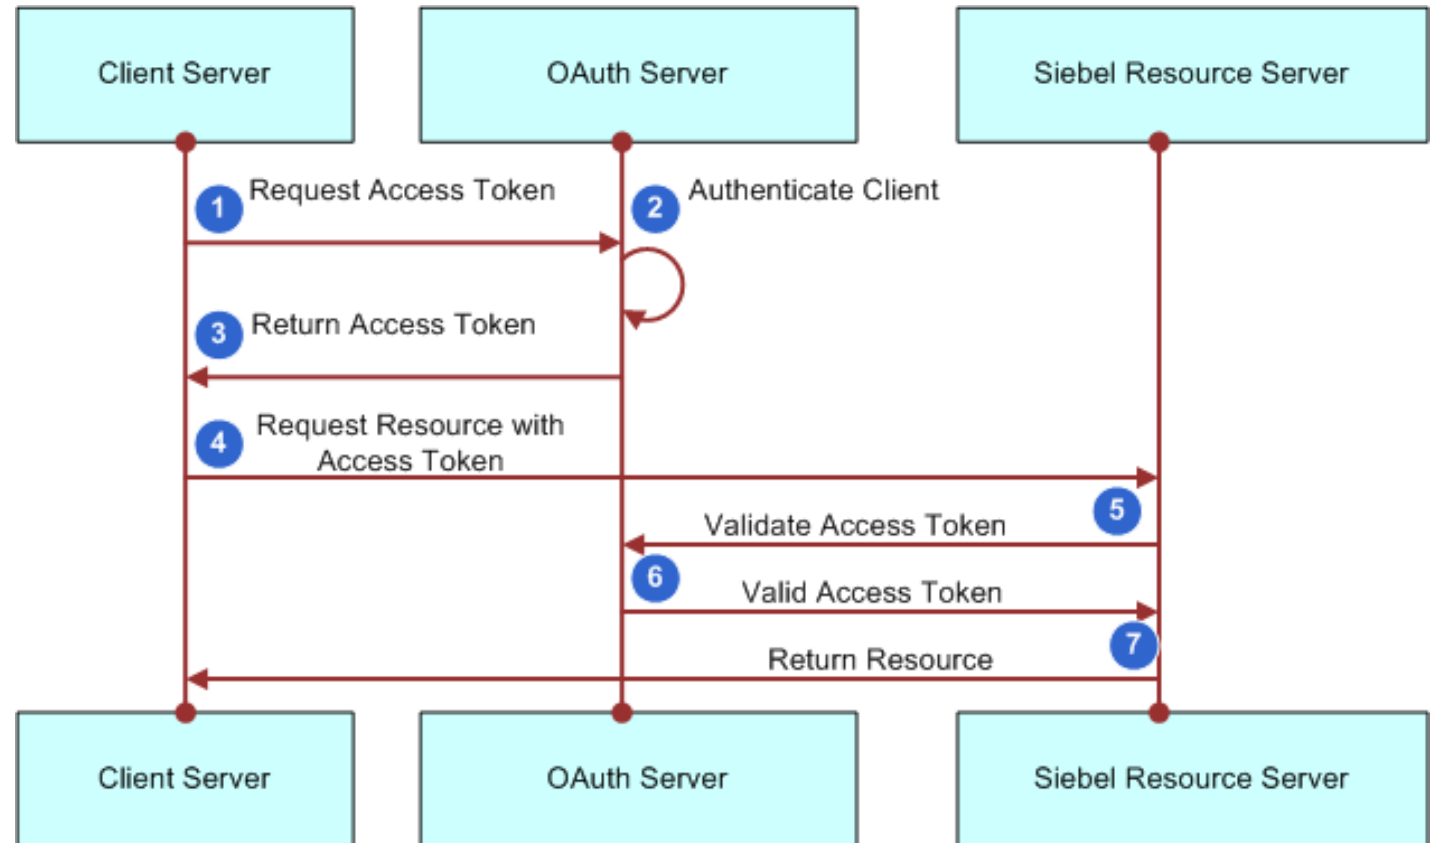 Client Server
OAuth Server
Siebel Resource Server
1
Request Access Token
2
Authenticate Client
3
Return Access Token
4
Request Resource with
Access Token
5
Validate Access Token
6
Valid Access Token
7
Return Resource
Client Server
OAuth Server
Siebel Resource Server